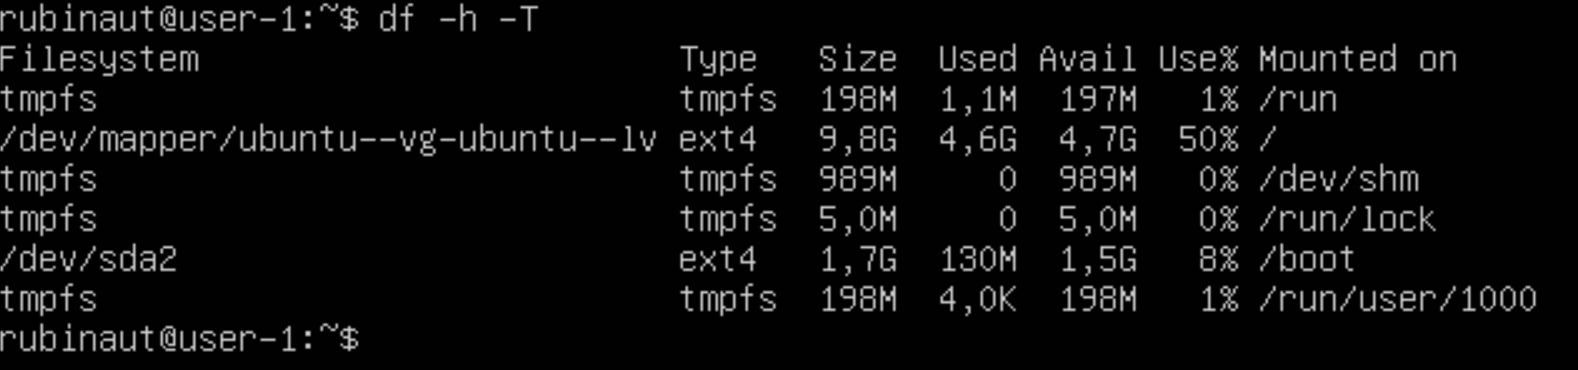 rubinaut@user-1:~$ df -h -T
Filesystem                        Type   Size  Used Avail Use% Mounted on
tmpfs                             tmpfs  198M  1,1M  197M   1% /run
/dev/mapper/ubuntu--vg-ubuntu--lv ext4   9,8G  4,6G  4,7G  50% /
tmpfs                             tmpfs  989M     0  989M   0% /dev/shm
tmpfs                             tmpfs  5,0M     0  5,0M   0% /run/lock
/dev/sda2                         ext4   1,7G  130M  1,5G   8% /boot
tmpfs                             tmpfs  198M  4,0K  198M   1% /run/user/1000
rubinaut@user-1:~$